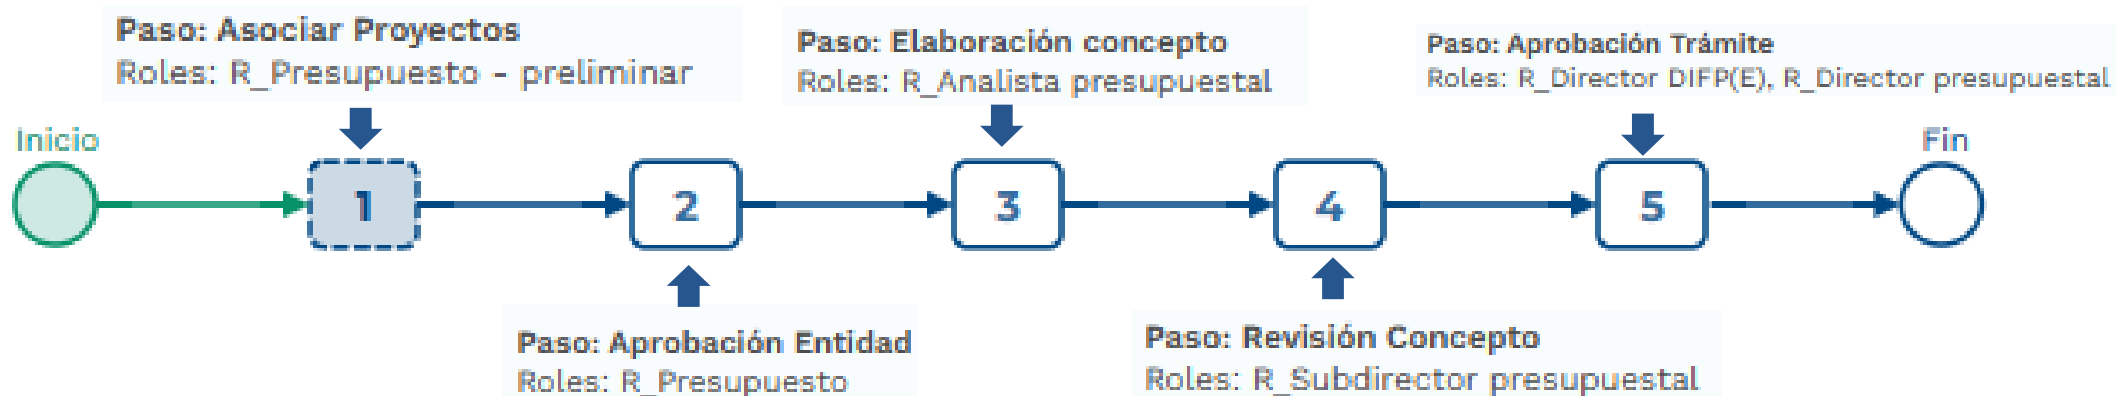 Paso: Asociar Proyectos
Roles: R_Presupuesto - preliminar
Paso: Elaboración concepto
Roles: R_Analista presupuestal
Paso: Aprobación Trámite
Roles: R_Director DIFP(E), R_Director presupuestal
Inicio
1
2
3
4
5
Fin
Paso: Aprobación Entidad
Roles: R_Presupuesto
Paso: Revisión Concepto
Roles: R_Subdirector presupuestal